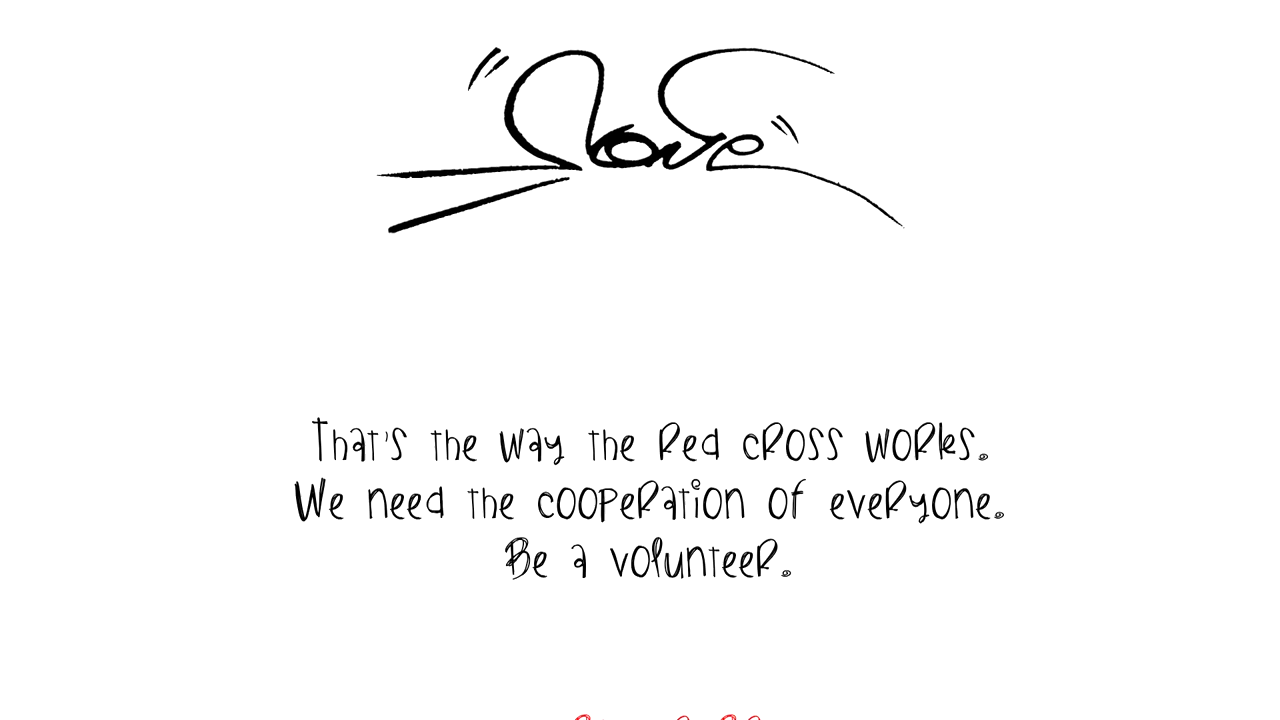 Love
That's the way the Red Cross works.
We need the cooperation of everyone.
Be a volunteer.